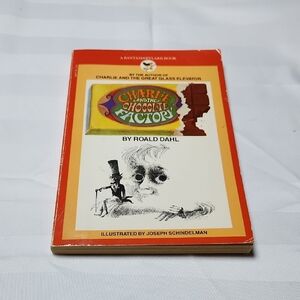 A BANTAM SKYLARK BOOK
BY THE AUTHOR OF
CHARLIE AND THE GREAT GLASS ELEVATOR
CHARLIE
AND THE
CHOCOLATE
FACTORY
BY ROALD DAHL
ILLUSTRATED BY JOSEPH SCHINDELMAN